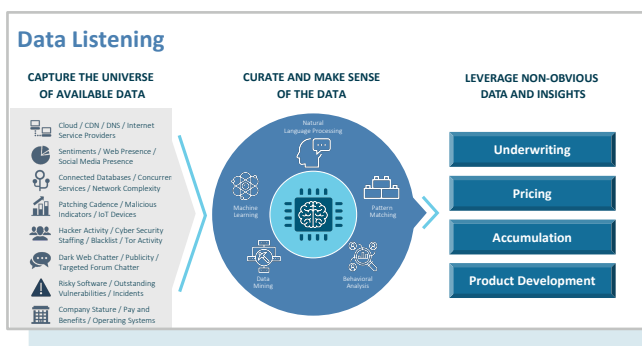 Data Listening
CAPTURE THE UNIVERSE
OF AVAILABLE DATA
Cloud / CDN / DNS / Internet
Service Providers
Sentiments / Web Presence /
Social Media Presence
Connected Databases / Concurrer
Services / Network Complexity
Patching Cadence / Malicious
Indicators / IoT Devices
Hacker Activity / Cyber Security
Staffing / Blacklist / Tor Activity
Dark Web Chatter / Publicity /
Targeted Forum Chatter
Risky Software / Outstanding
Vulnerabilities / Incidents
Company Stature / Pay and
Benefits / Operating Systems
CURATE AND MAKE SENSE
OF THE DATA
Natural
Language Processing
Machine
Learning
Pattern
Matching
Data
Mining
Behavioral
Analysis
LEVERAGE NON-OBVIOUS
DATA AND INSIGHTS
Underwriting
Pricing
Accumulation
Product Development